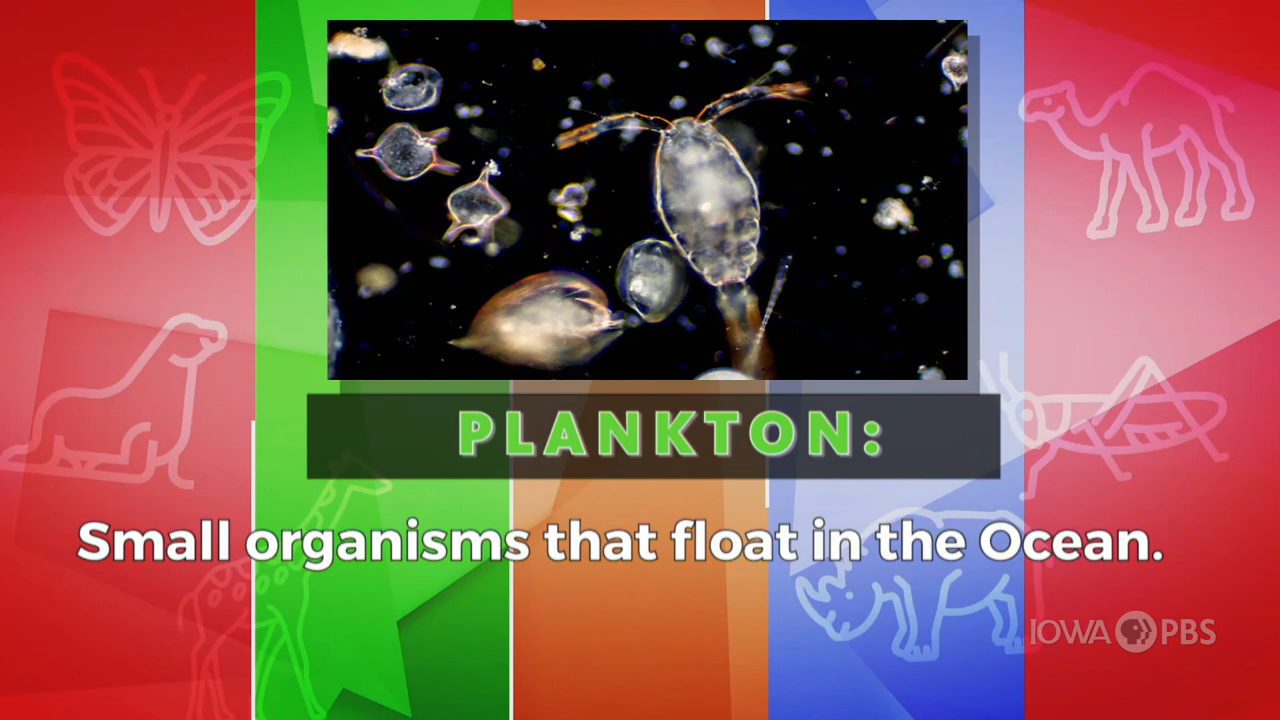 PLANKTON:
Small organisms that float in the Ocean.
IOWA PBS